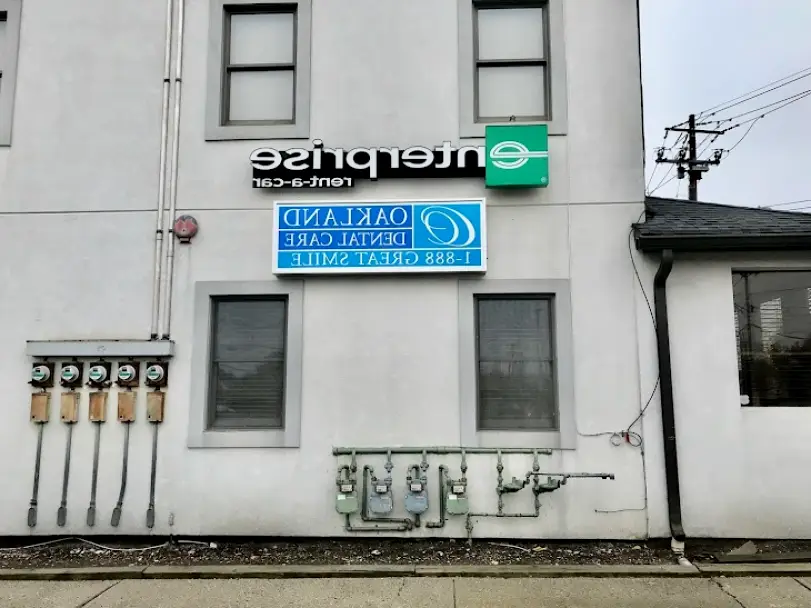 enterprise
rent-a-car
OAKLAND
DENTAL CARE
1-888 GREAT SMILE